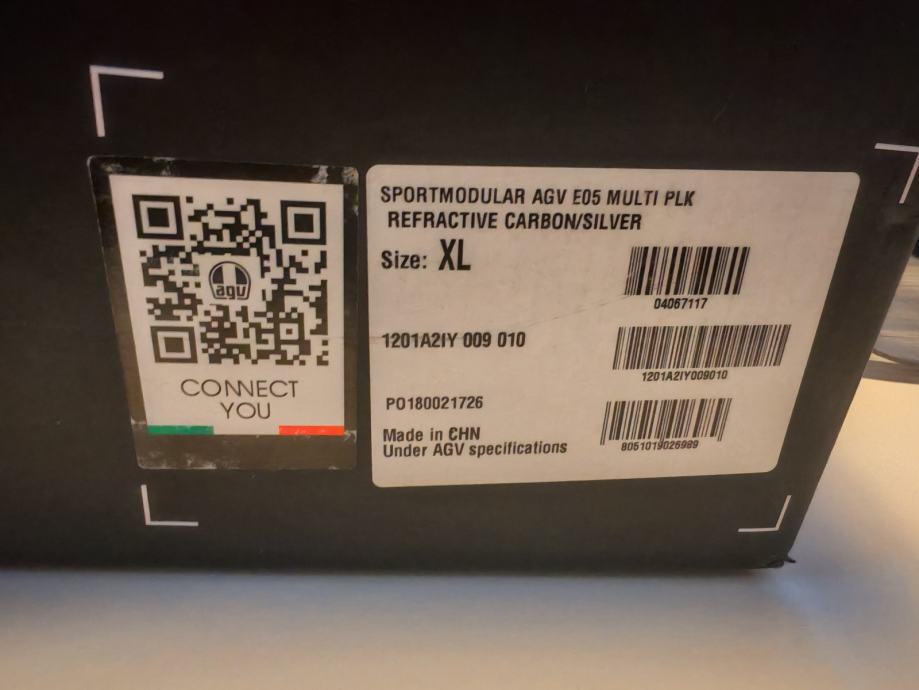 agv
CONNECT
YOU
SPORTMODULAR AGV E05 MULTI PLK
REFRACTIVE CARBON/SILVER
Size: XL
04067117
1201A2IY 009 010
1201A2IY009010
PO180021726
8051019026989
Made in CHN
Under AGV specifications